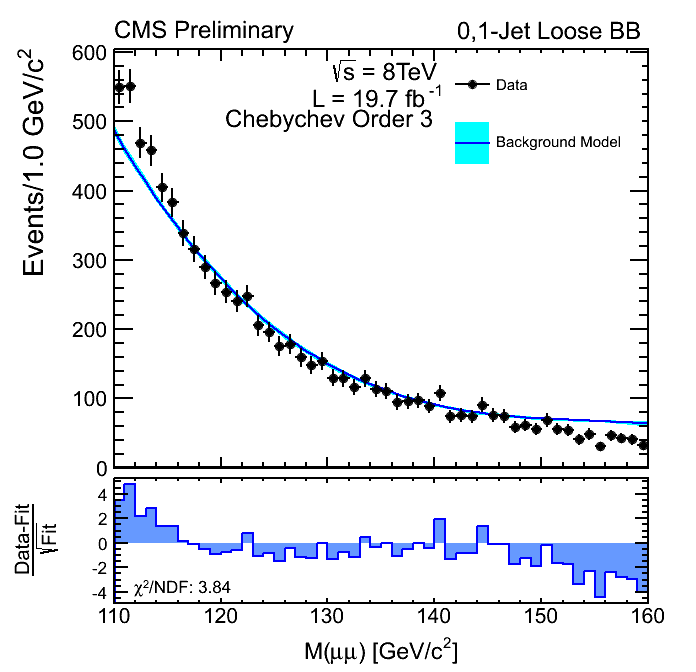 CMS Preliminary 0,1-Jet Loose BB
√s = 8TeV
L = 19.7 fb⁻¹
Chebychev Order 3
Data
Background Model
Events/1.0 GeV/c²
600
500
400
300
200
100
0
Data-Fit
√Fit
4
2
0
-2
-4
χ²/NDF: 3.84
110 120 130 140 150 160
M(μμ) [GeV/c²]